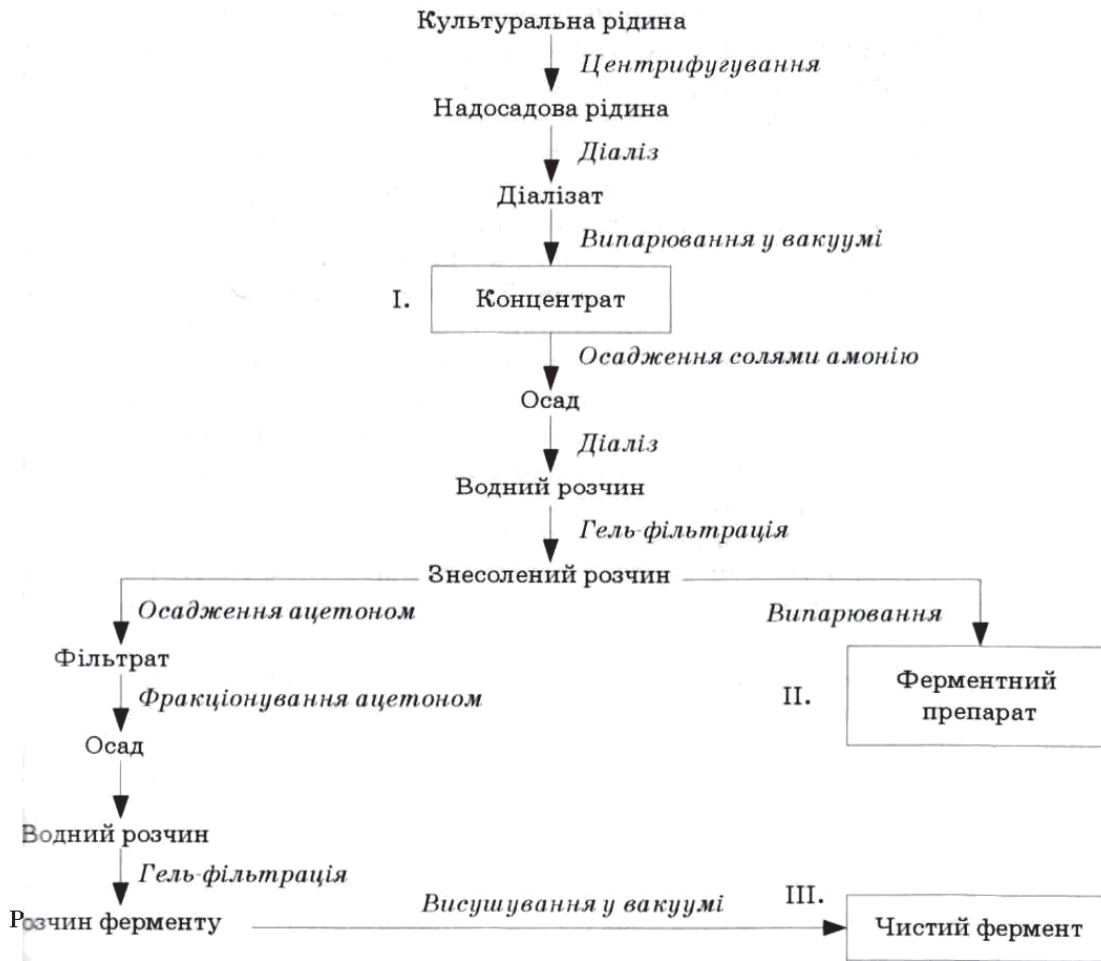 Культуральна рідина
Центрифугування
Надосадова рідина
Діаліз
Діалізат
Випарювання у вакуумі
I.
Концентрат
Осадження солями амонію
Осад
Діаліз
Водний розчин
Гель-фільтрація
Знесолений розчин
Осадження ацетоном
Випарювання
Фільтрат
Фракціонування ацетоном
II.
Ферментний
препарат
Осад
Водний розчин
Гель-фільтрація
Розчин ферменту
Висушування у вакуумі
III.
Чистий фермент